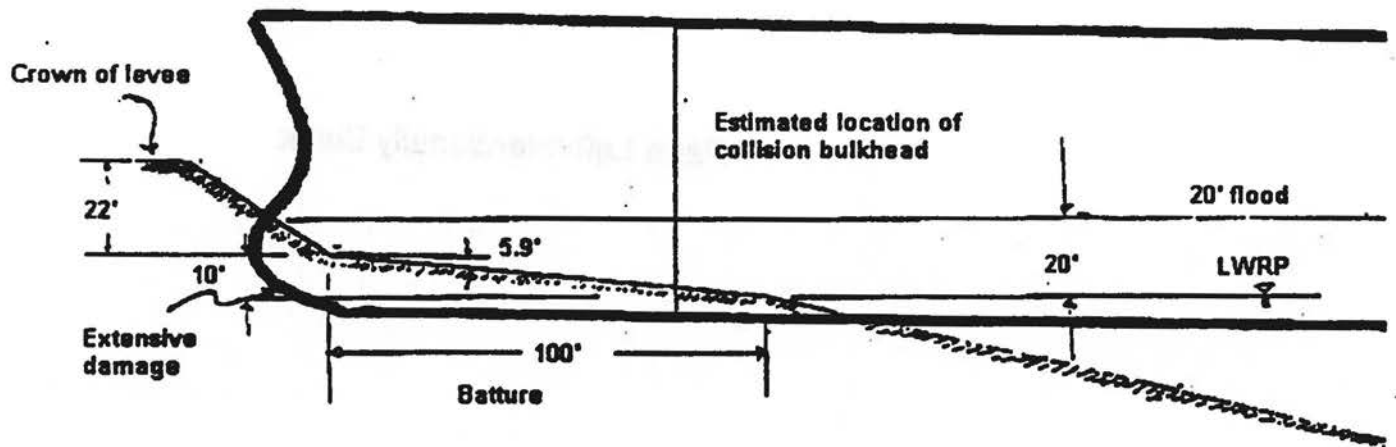 Crown of levee
Estimated location of
collision bulkhead
20' flood
22'
5.9°
20'
LWRP
10'
Extensive
damage
100'
Batture